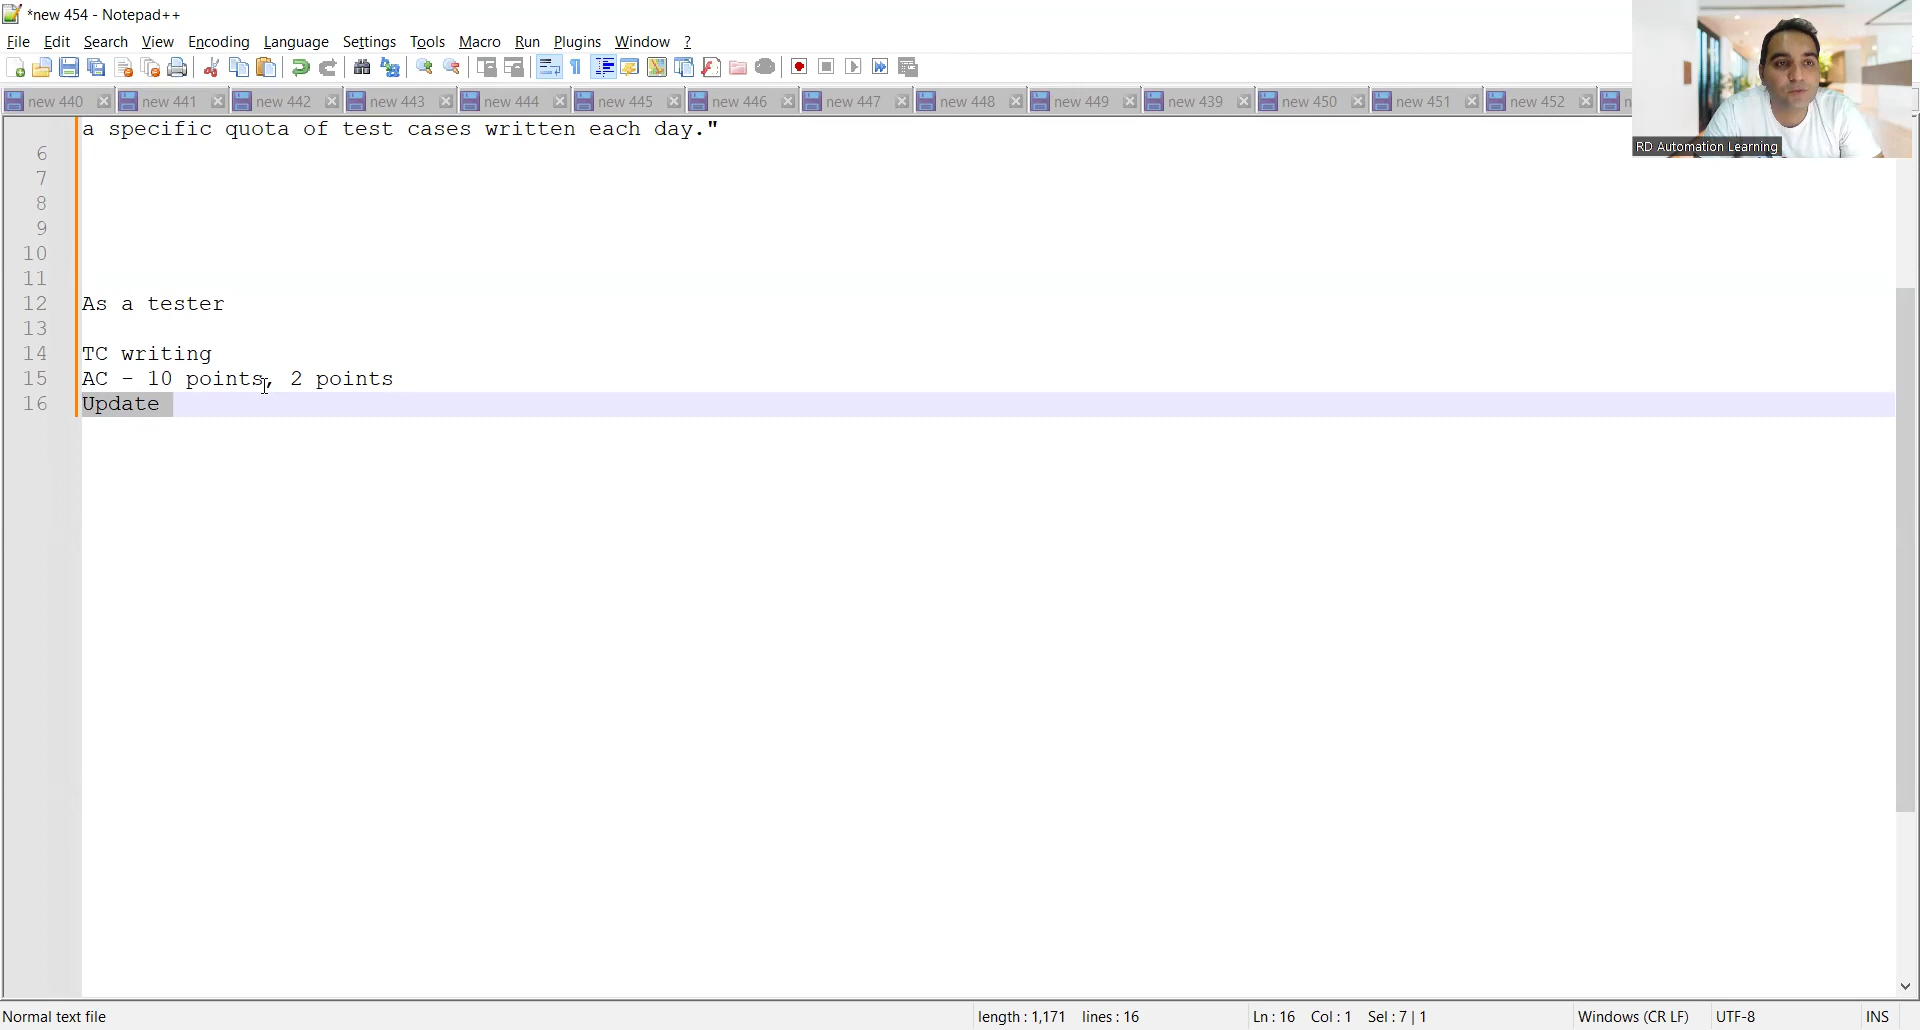 *new 454 - Notepad++
File Edit Search View Encoding Language Settings Tools Macro Run Plugins Window ?
new 440 new 441 new 442 new 443 new 444 new 445 new 446 new 447 new 448 new 449 new 439 new 450 new 451 new 452
RD Automation Learning
a specific quota of test cases written each day."
6
7
8
9
10
11
12 As a tester
13
14 TC writing
15 AC - 10 points, 2 points
16 Update
Normal text file length : 1,171 lines : 16 Ln : 16 Col : 1 Sel : 7 | 1 Windows (CR LF) UTF-8 INS